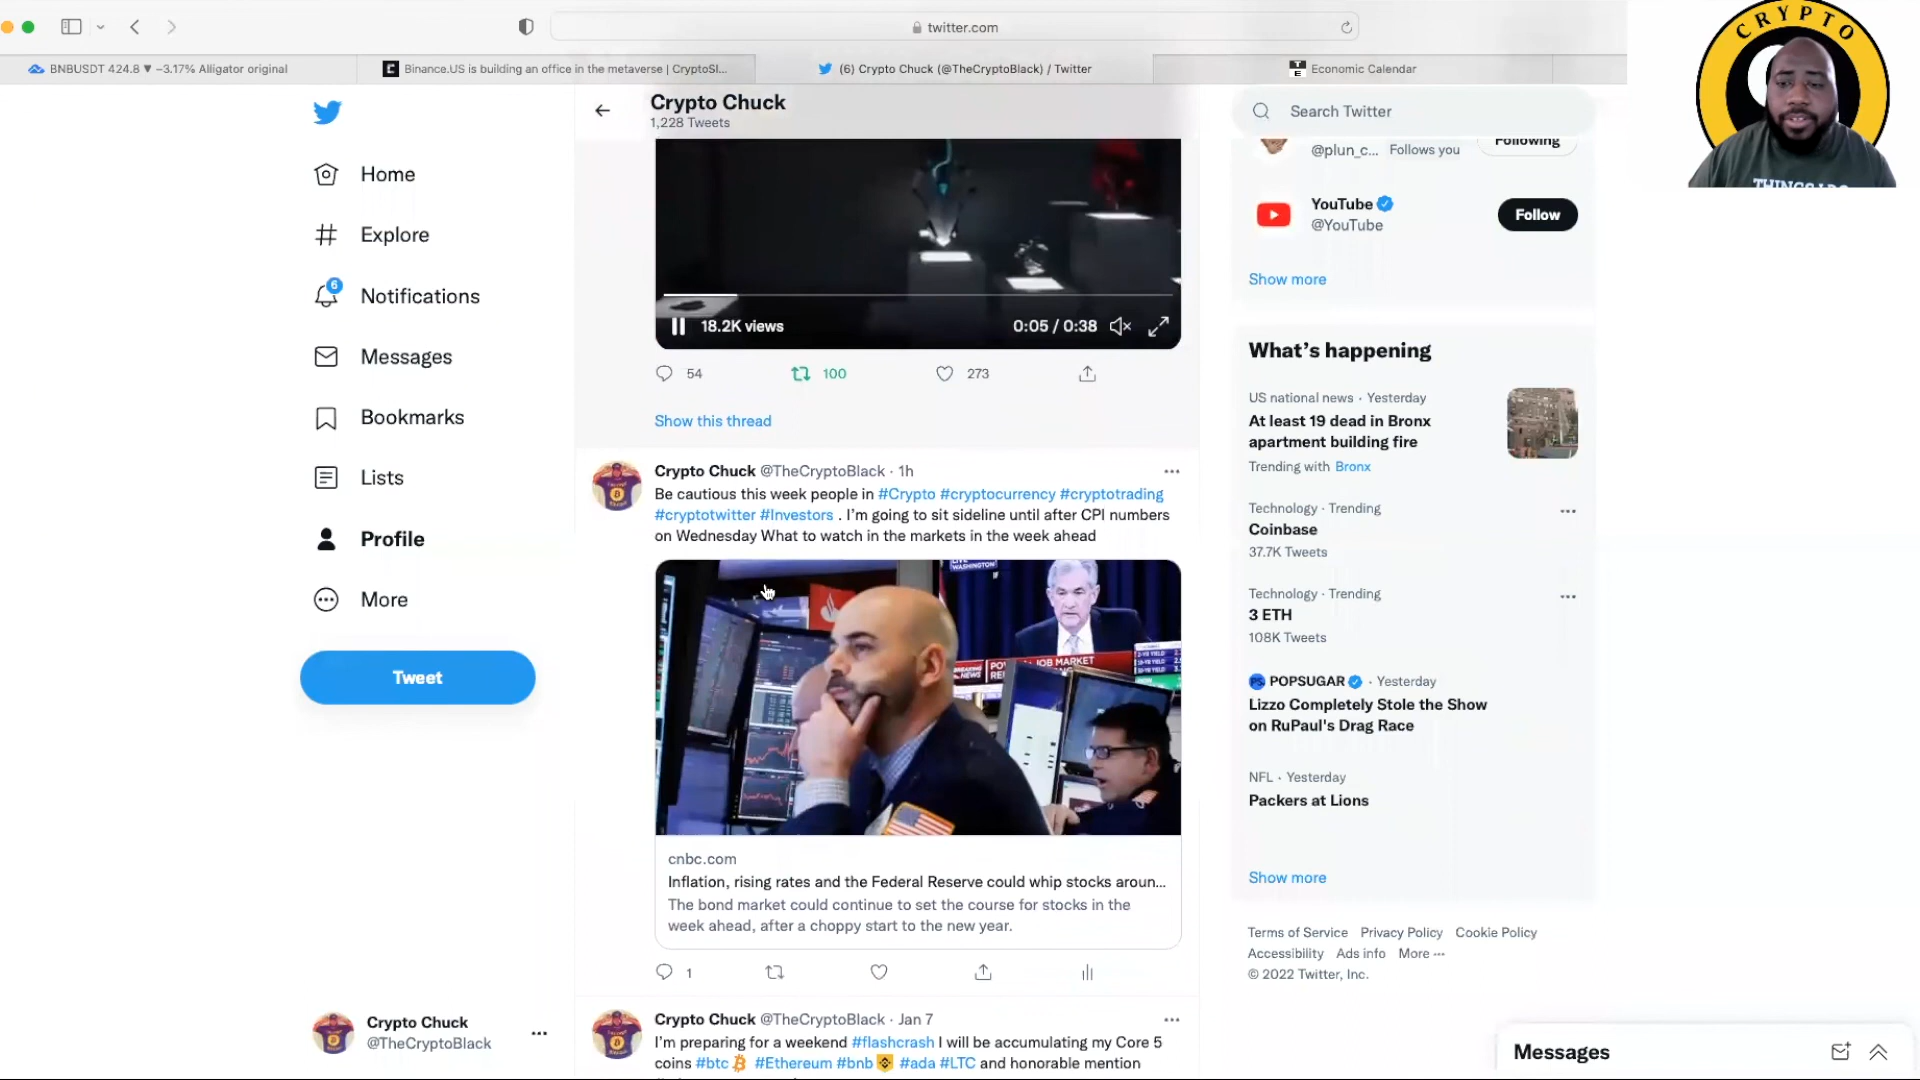 twitter.com
CRYPTO
BNBUSDT 424.8 ▼ −3.17% Alligator original
Binance.US is building an office in the metaverse | CryptoSl...
(6) Crypto Chuck (@TheCryptoBlack) / Twitter
Economic Calendar
THINGS I DO
Crypto Chuck
1,228 Tweets
Search Twitter
Home
Explore
6
Notifications
Messages
Bookmarks
Lists
Profile
More
Tweet
Crypto Chuck
@TheCryptoBlack
18.2K views
0:05 / 0:38
54
100
273
Show this thread
Crypto Chuck @TheCryptoBlack · 1h
Be cautious this week people in #Crypto #cryptocurrency #cryptotrading
#cryptotwitter #Investors . I'm going to sit sideline until after CPI numbers
on Wednesday What to watch in the markets in the week ahead
WASHINGTON
JOB MARKET
cnbc.com
Inflation, rising rates and the Federal Reserve could whip stocks aroun...
The bond market could continue to set the course for stocks in the
week ahead, after a choppy start to the new year.
1
Crypto Chuck @TheCryptoBlack · Jan 7
I'm preparing for a weekend #flashcrash I will be accumulating my Core 5
coins #btc #Ethereum #bnb #ada #LTC and honorable mention
Following
@plun_c... Follows you
YouTube
@YouTube
Follow
Show more
What's happening
US national news · Yesterday
At least 19 dead in Bronx
apartment building fire
Trending with Bronx
Technology · Trending
Coinbase
37.7K Tweets
Technology · Trending
3 ETH
108K Tweets
POPSUGAR · Yesterday
Lizzo Completely Stole the Show
on RuPaul's Drag Race
NFL · Yesterday
Packers at Lions
Show more
Terms of Service Privacy Policy Cookie Policy
Accessibility Ads info More ···
© 2022 Twitter, Inc.
Messages